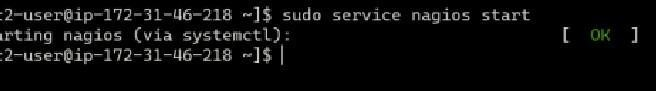 2-user@ip-172-31-46-218 ~]$ sudo service nagios start
arting nagios (via systemctl): [ OK ]
2-user@ip-172-31-46-218 ~]$